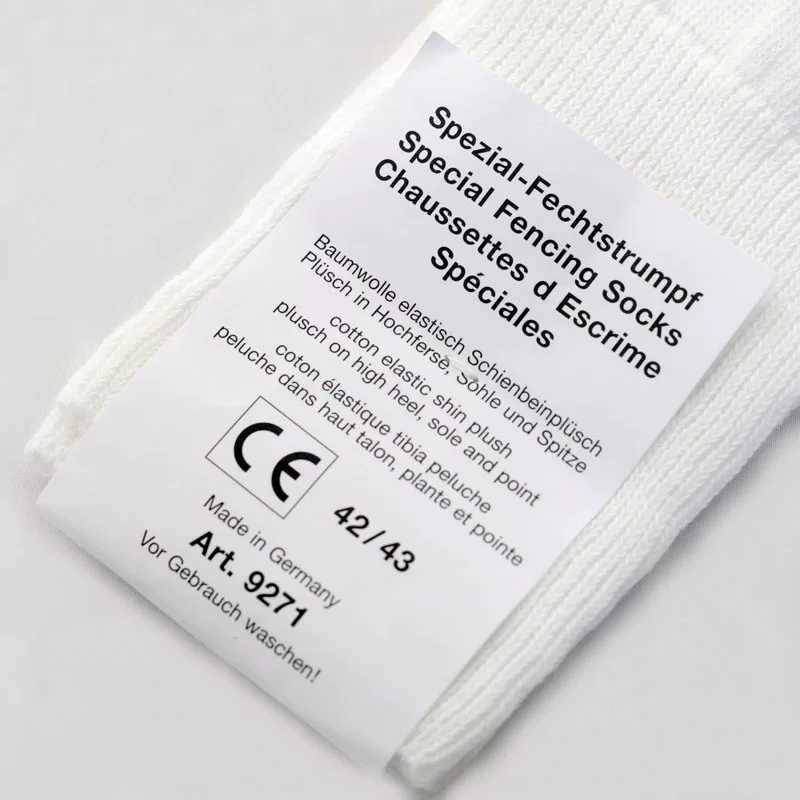 Spezial-Fechtstrumpf
Special Fencing Socks
Chaussettes d Escrime
Spéciales
Baumwolle elastisch Schienbeinplüsch
Plüsch in Hochferse, Sohle und Spitze
cotton elastic shin plush
plusch on high heel, sole and point
coton élastique tibia peluche
peluche dans haut talon, plante et pointe
CE
42/43
Made in Germany
Art. 9271
Vor Gebrauch waschen!